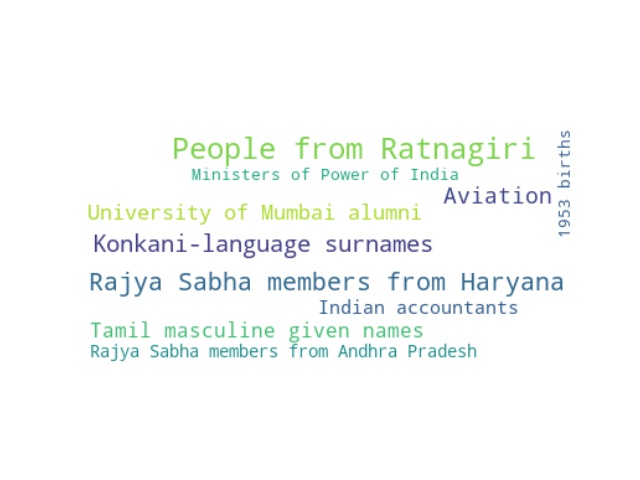 People from Ratnagiri
Ministers of Power of India
1953 births
Aviation
University of Mumbai alumni
Konkani-language surnames
Rajya Sabha members from Haryana
Indian accountants
Tamil masculine given names
Rajya Sabha members from Andhra Pradesh